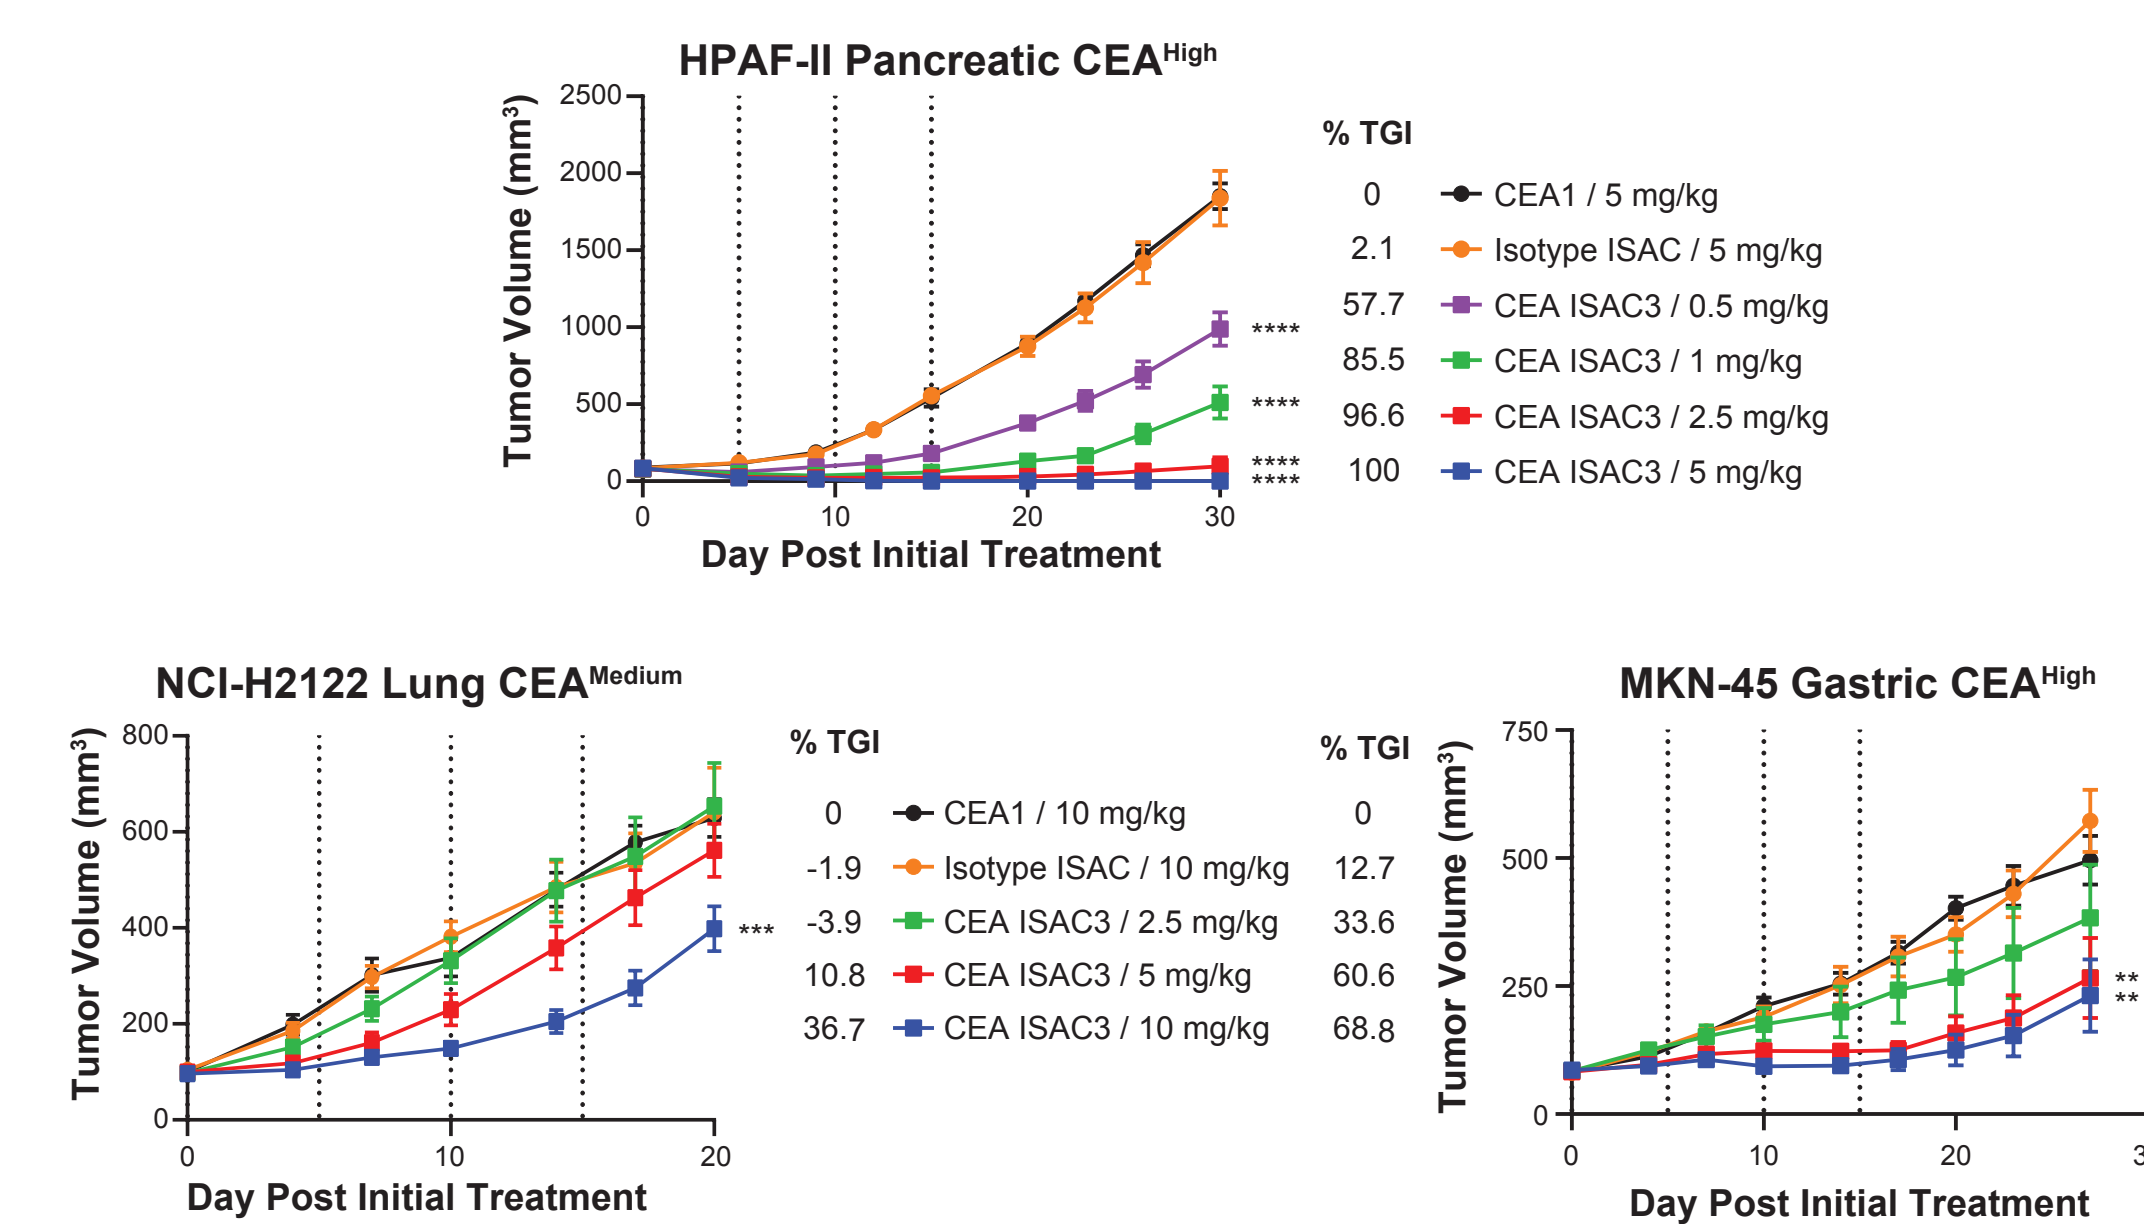 HPAF-II Pancreatic CEA^High
Tumor Volume (mm³)
2500
2000
1500
1000
500
0
0 10 20 30
Day Post Initial Treatment
****
****
****
****
% TGI
0 CEA1 / 5 mg/kg
2.1 Isotype ISAC / 5 mg/kg
57.7 CEA ISAC3 / 0.5 mg/kg
85.5 CEA ISAC3 / 1 mg/kg
96.6 CEA ISAC3 / 2.5 mg/kg
100 CEA ISAC3 / 5 mg/kg
NCI-H2122 Lung CEA^Medium
Tumor Volume (mm³)
800
600
400
200
0
0 10 20
Day Post Initial Treatment
***
% TGI
0 CEA1 / 10 mg/kg
-1.9 Isotype ISAC / 10 mg/kg
-3.9 CEA ISAC3 / 2.5 mg/kg
10.8 CEA ISAC3 / 5 mg/kg
36.7 CEA ISAC3 / 10 mg/kg
% TGI
0
12.7
33.6
60.6
68.8
MKN-45 Gastric CEA^High
Tumor Volume (mm³)
750
500
250
0
0 10 20
Day Post Initial Treatment
**
**